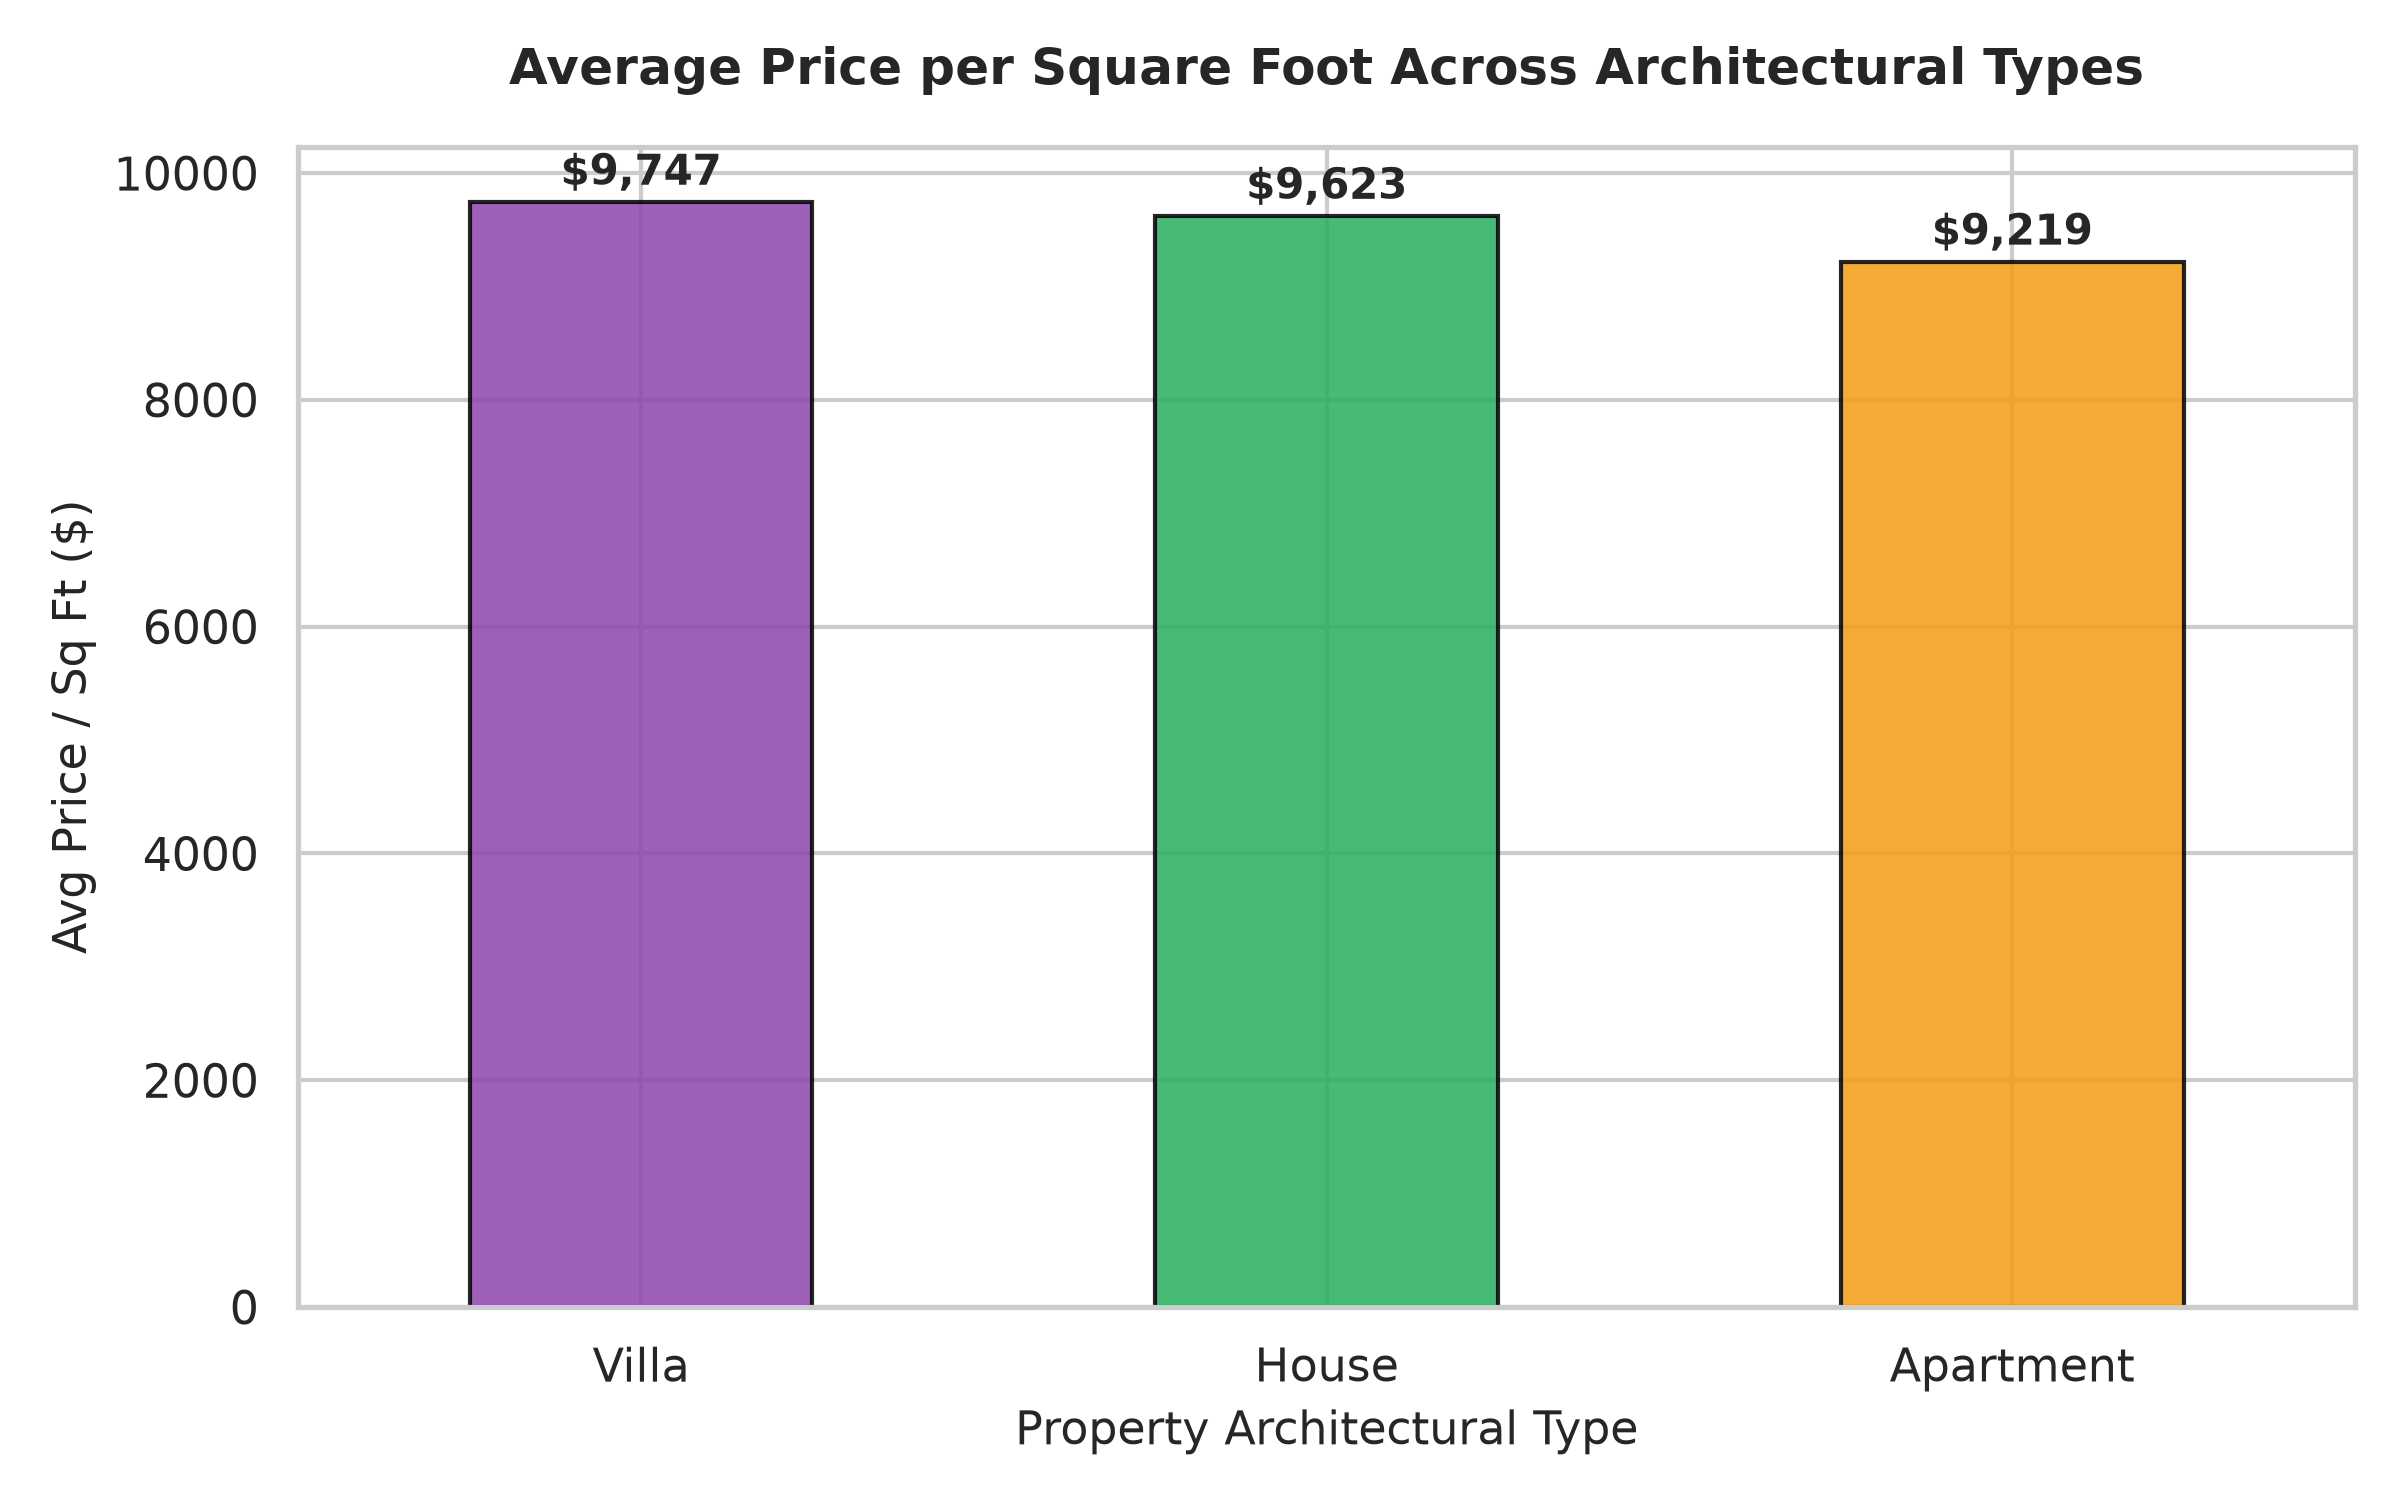 Average Price per Square Foot Across Architectural Types
Avg Price / Sq Ft ($)
10000
8000
6000
4000
2000
0
$9,747
$9,623
$9,219
Villa
House
Apartment
Property Architectural Type